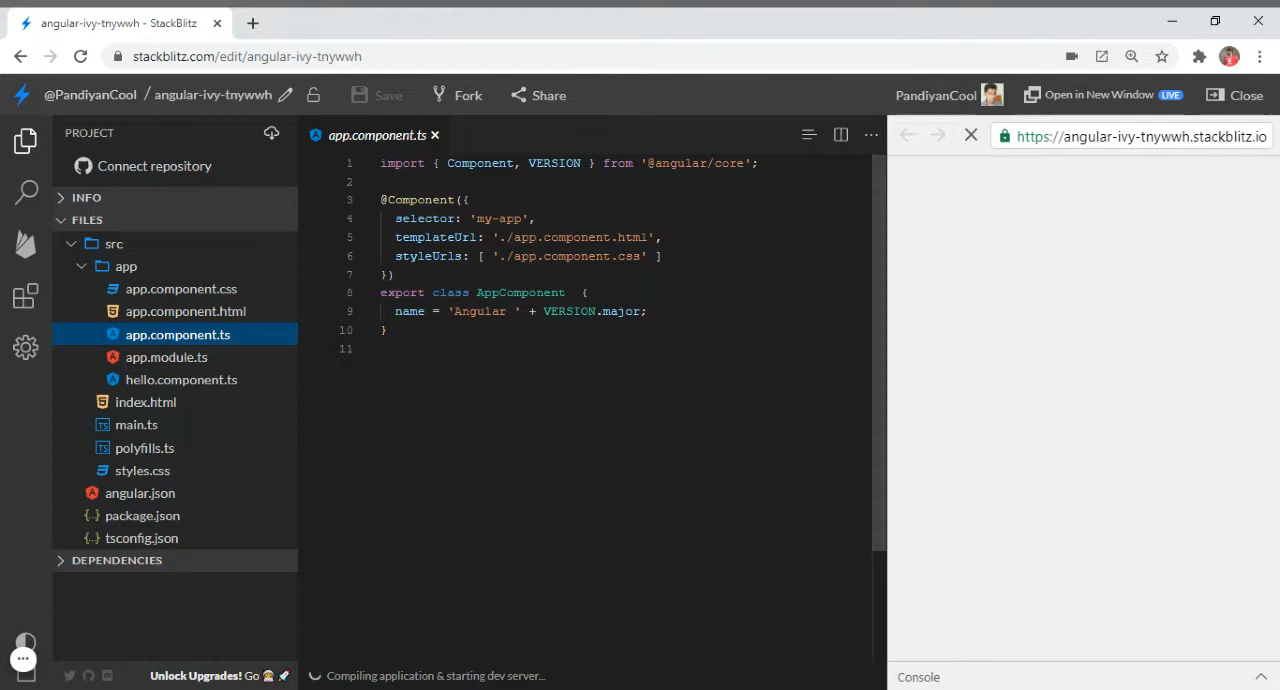 angular-ivy-tnywwh - StackBlitz
stackblitz.com/edit/angular-ivy-tnywwh
@PandiyanCool / angular-ivy-tnywwh
Save
Fork
Share
PandiyanCool
Open in New Window LIVE
Close
PROJECT
Connect repository
INFO
FILES
src
app
app.component.css
app.component.html
app.component.ts
app.module.ts
hello.component.ts
index.html
main.ts
polyfills.ts
styles.css
angular.json
package.json
tsconfig.json
DEPENDENCIES
Unlock Upgrades! Go
app.component.ts
1 import { Component, VERSION } from '@angular/core';
2
3 @Component({
4 selector: 'my-app',
5 templateUrl: './app.component.html',
6 styleUrls: [ './app.component.css' ]
7 })
8 export class AppComponent {
9 name = 'Angular ' + VERSION.major;
10 }
11
Compiling application & starting dev server...
https://angular-ivy-tnywwh.stackblitz.io
Console